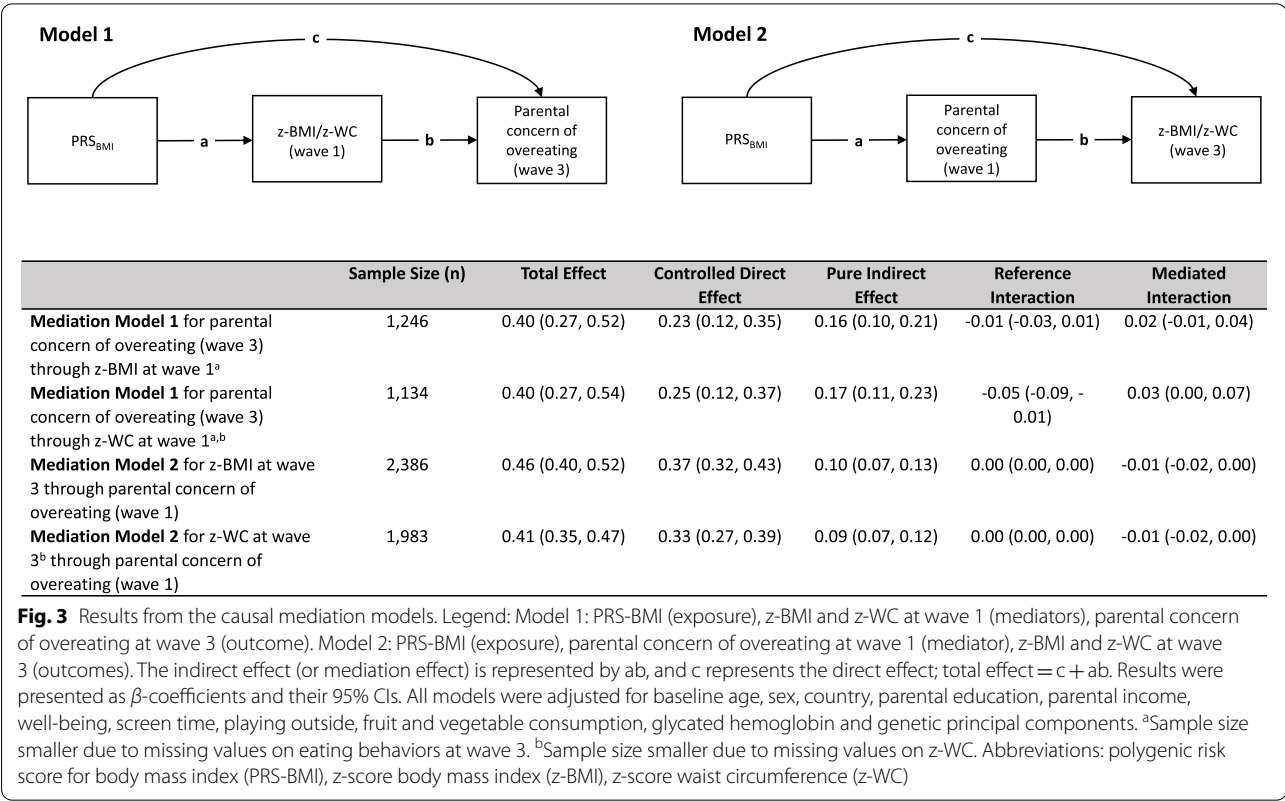 Model 1
c
PRSBMI
a
z-BMI/z-WC
(wave 1)
b
Parental
concern of
overeating
(wave 3)
Model 2
c
PRSBMI
a
Parental
concern of
overeating
(wave 1)
b
z-BMI/z-WC
(wave 3)
Sample Size (n) Total Effect Controlled Direct Effect Pure Indirect Effect Reference Interaction Mediated Interaction
Mediation Model 1 for parental 1,246 0.40 (0.27, 0.52) 0.23 (0.12, 0.35) 0.16 (0.10, 0.21) -0.01 (-0.03, 0.01) 0.02 (-0.01, 0.04)
concern of overeating (wave 3)
through z-BMI at wave 1a
Mediation Model 1 for parental 1,134 0.40 (0.27, 0.54) 0.25 (0.12, 0.37) 0.17 (0.11, 0.23) -0.05 (-0.09, - 0.03 (0.00, 0.07)
concern of overeating (wave 3) 0.01)
through z-WC at wave 1a,b
Mediation Model 2 for z-BMI at wave 2,386 0.46 (0.40, 0.52) 0.37 (0.32, 0.43) 0.10 (0.07, 0.13) 0.00 (0.00, 0.00) -0.01 (-0.02, 0.00)
3 through parental concern of
overeating (wave 1)
Mediation Model 2 for z-WC at wave 1,983 0.41 (0.35, 0.47) 0.33 (0.27, 0.39) 0.09 (0.07, 0.12) 0.00 (0.00, 0.00) -0.01 (-0.02, 0.00)
3b through parental concern of
overeating (wave 1)
Fig. 3 Results from the causal mediation models. Legend: Model 1: PRS-BMI (exposure), z-BMI and z-WC at wave 1 (mediators), parental concern
of overeating at wave 3 (outcome). Model 2: PRS-BMI (exposure), parental concern of overeating at wave 1 (mediator), z-BMI and z-WC at wave
3 (outcomes). The indirect effect (or mediation effect) is represented by ab, and c represents the direct effect; total effect = c + ab. Results were
presented as β-coefficients and their 95% CIs. All models were adjusted for baseline age, sex, country, parental education, parental income,
well-being, screen time, playing outside, fruit and vegetable consumption, glycated hemoglobin and genetic principal components. aSample size
smaller due to missing values on eating behaviors at wave 3. bSample size smaller due to missing values on z-WC. Abbreviations: polygenic risk
score for body mass index (PRS-BMI), z-score body mass index (z-BMI), z-score waist circumference (z-WC)